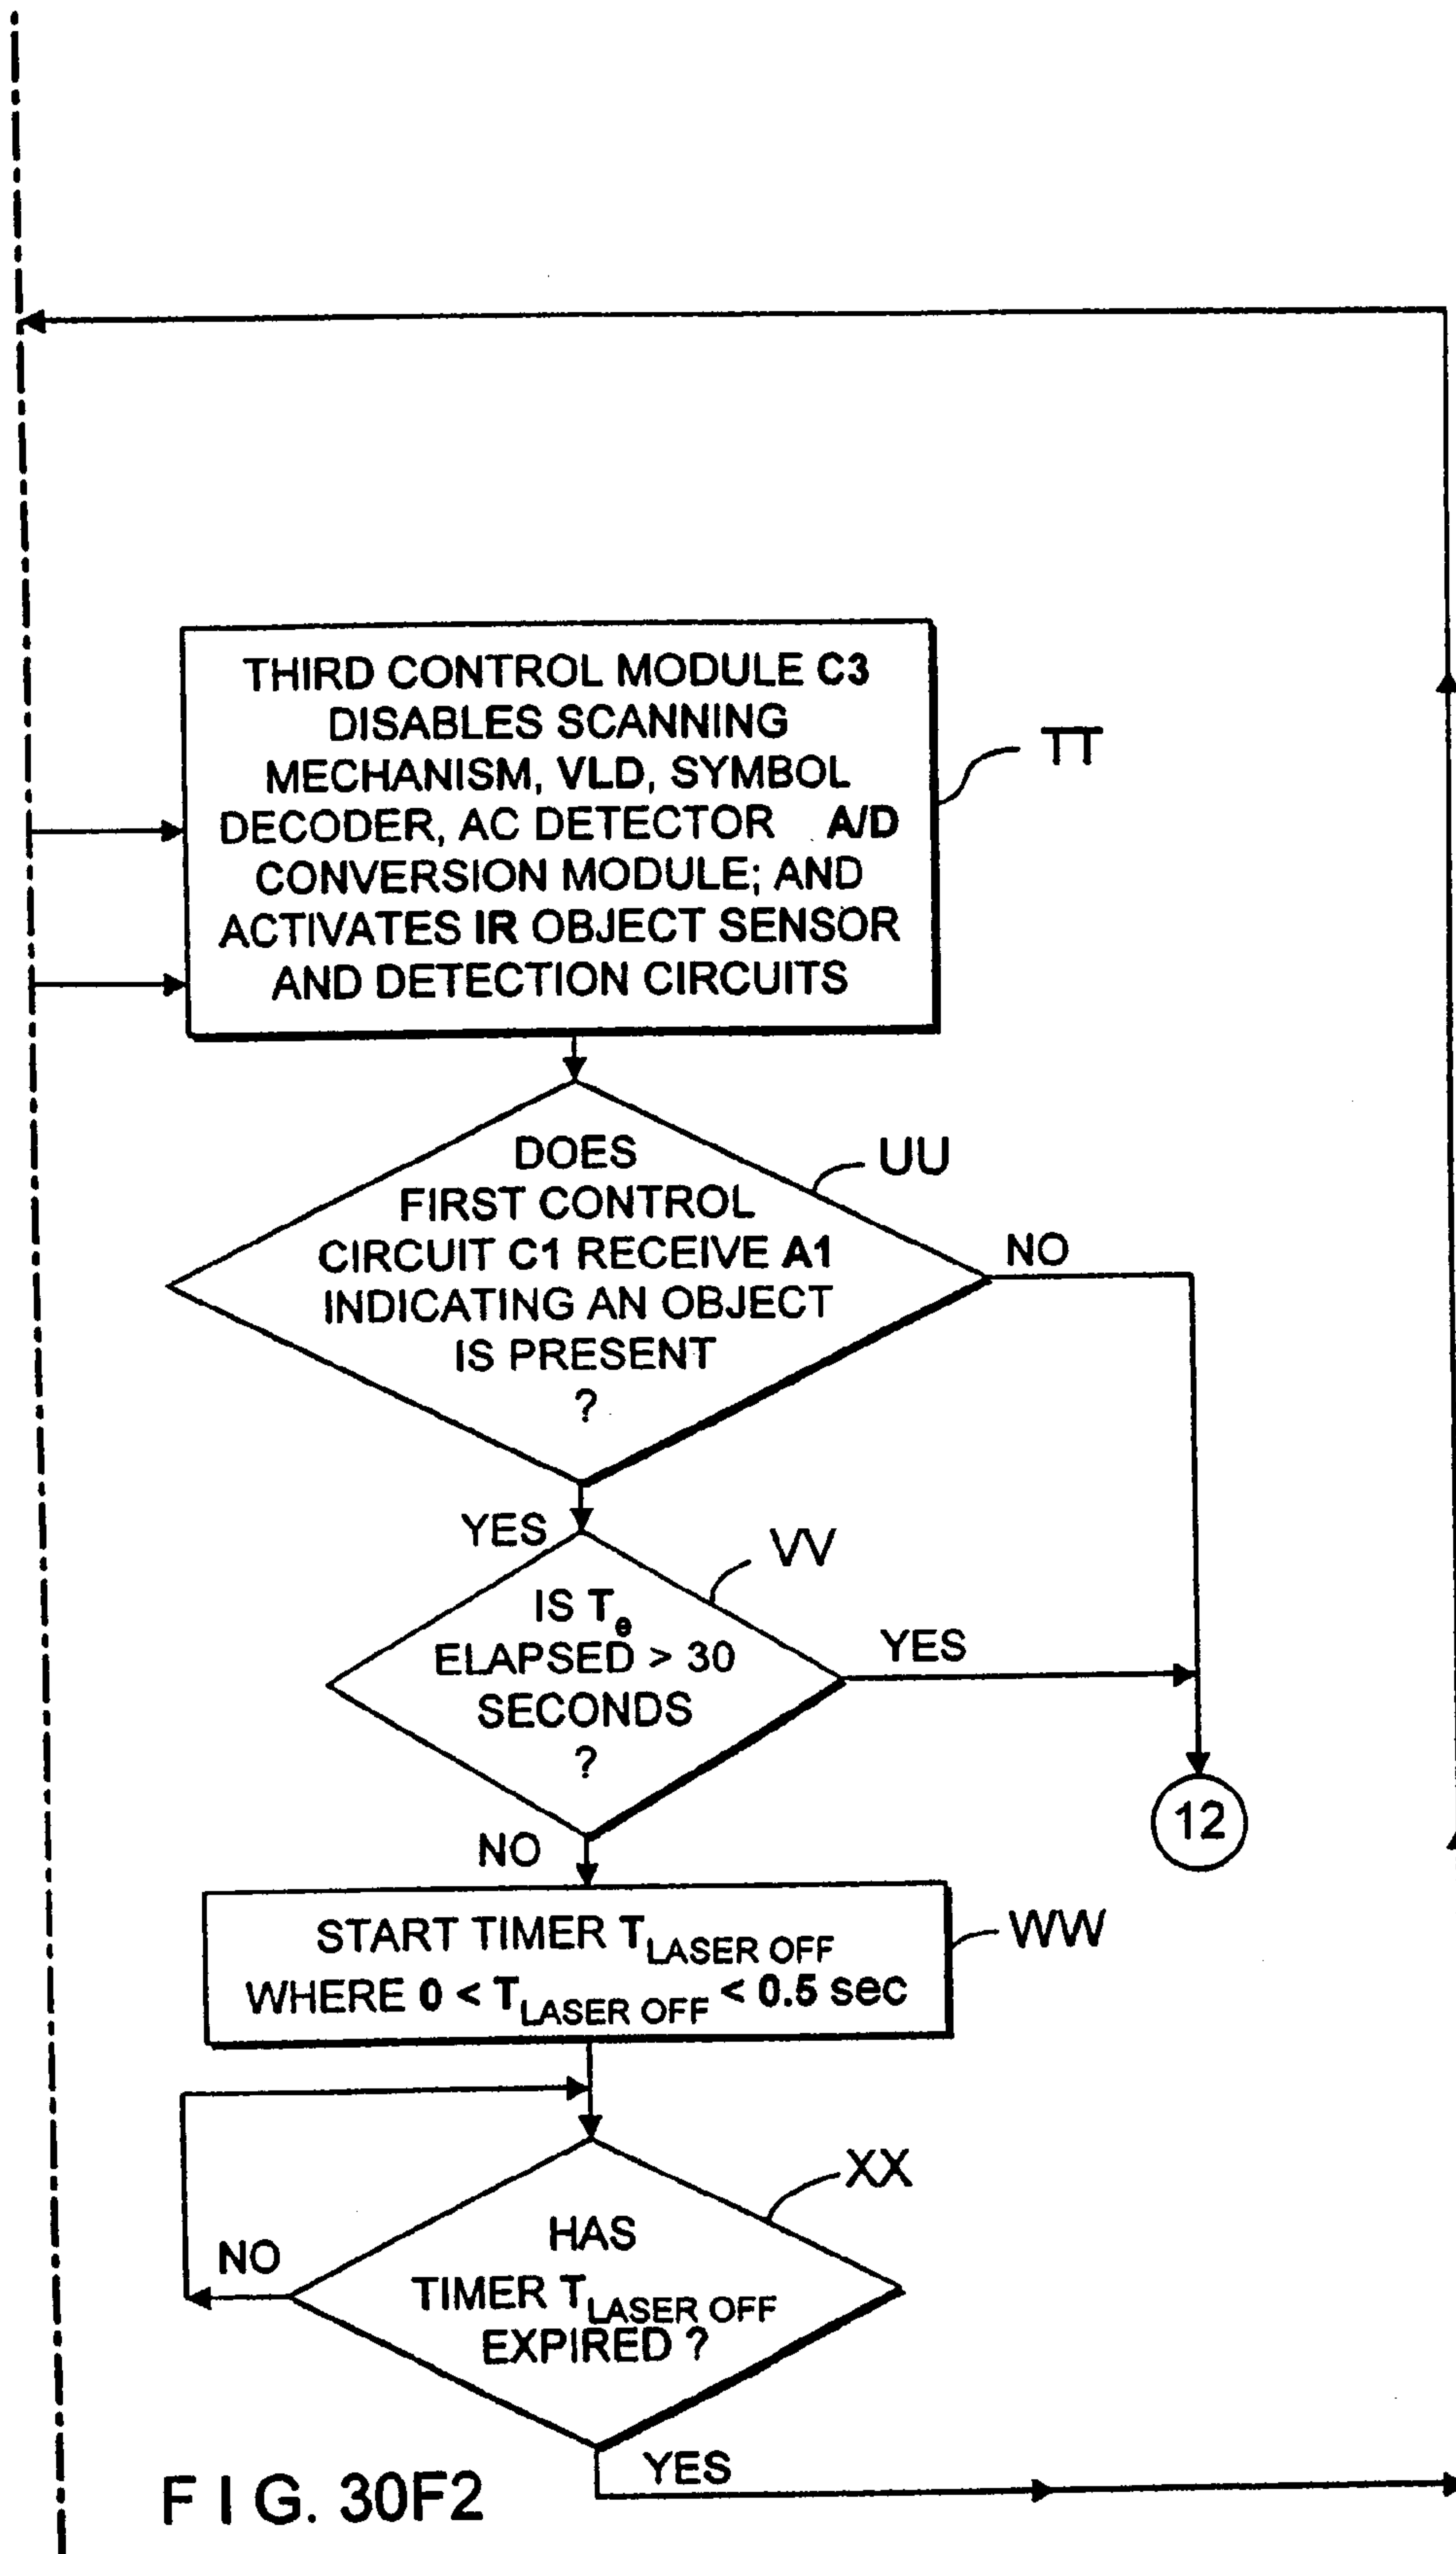 THIRD CONTROL MODULE C3
DISABLES SCANNING
MECHANISM, VLD, SYMBOL
DECODER, AC DETECTOR A/D
CONVERSION MODULE; AND
ACTIVATES IR OBJECT SENSOR
AND DETECTION CIRCUITS
TT
DOES
FIRST CONTROL
CIRCUIT C1 RECEIVE A1
INDICATING AN OBJECT
IS PRESENT
?
UU
NO
YES
VV
IS Te
ELAPSED > 30
SECONDS
?
YES
12
NO
START TIMER TLASER OFF
WHERE 0 < TLASER OFF < 0.5 sec
WW
XX
HAS
TIMER TLASER OFF
EXPIRED ?
NO
YES
FIG. 30F2